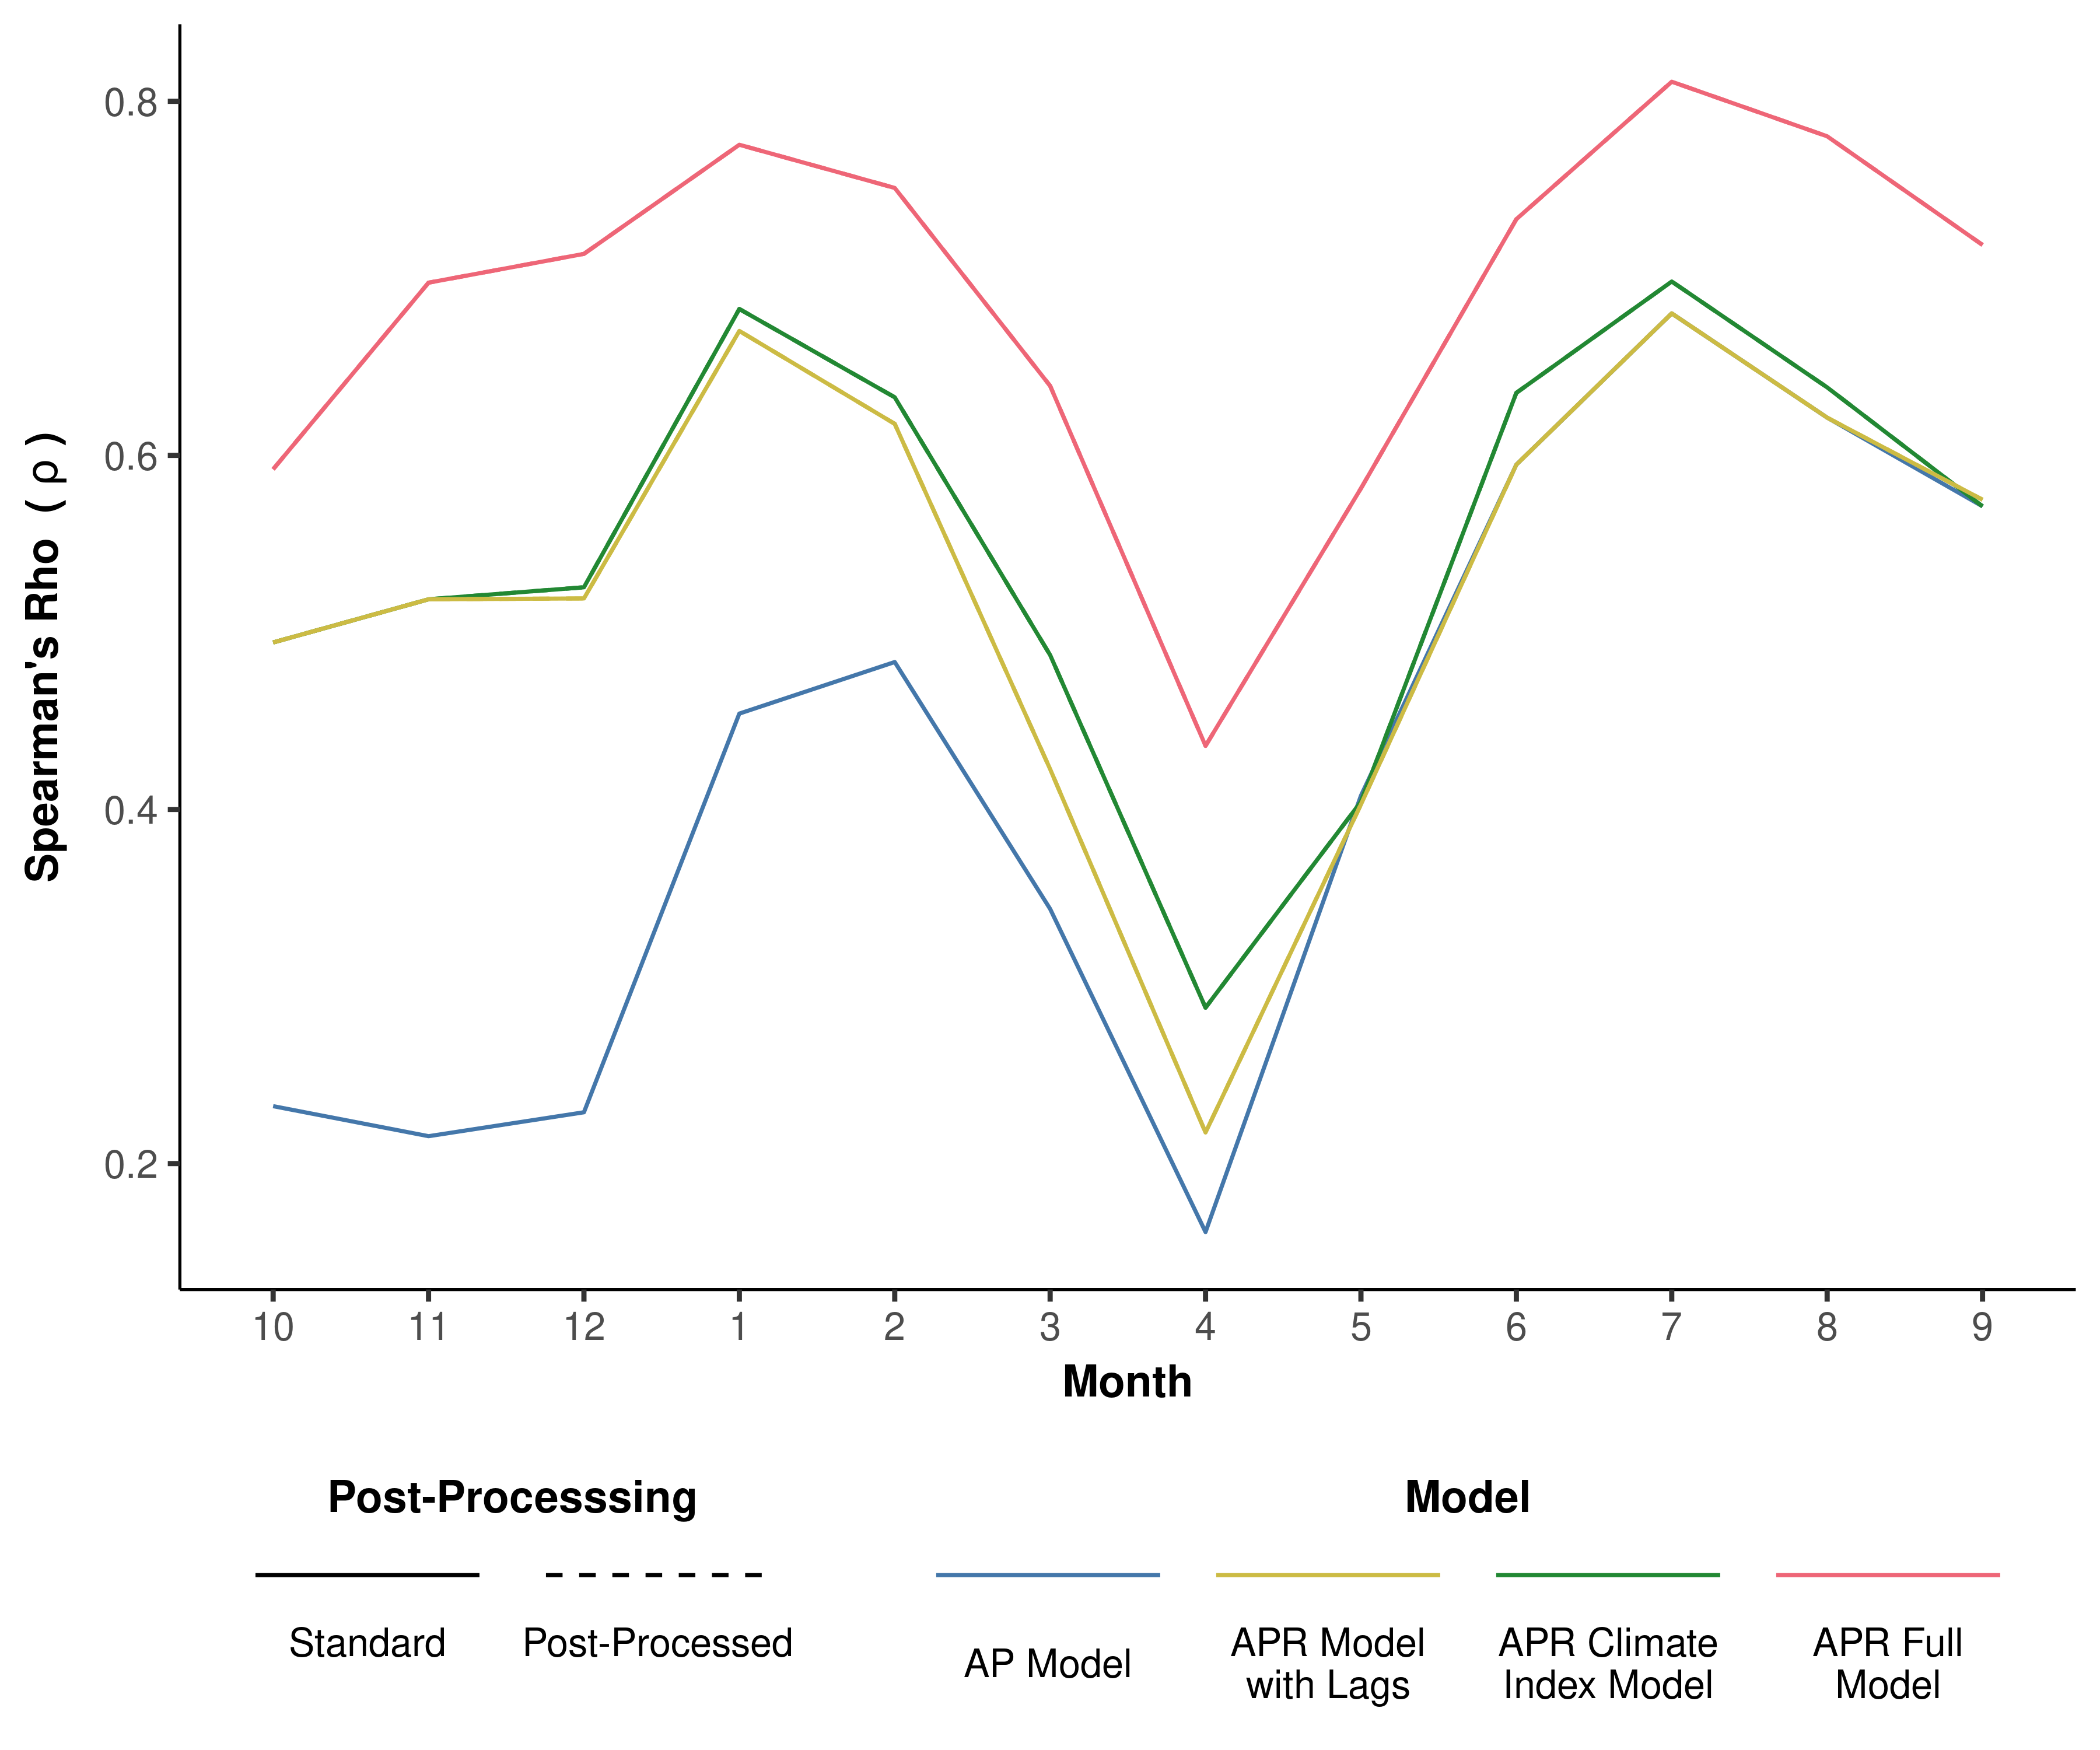 0.8
0.6
0.4
0.2
Spearman's Rho ( ρ )
10 11 12 1 2 3 4 5 6 7 8 9
Month
Post-Processsing
Standard
Post-Processed
Model
AP Model
APR Model
with Lags
APR Climate
Index Model
APR Full
Model